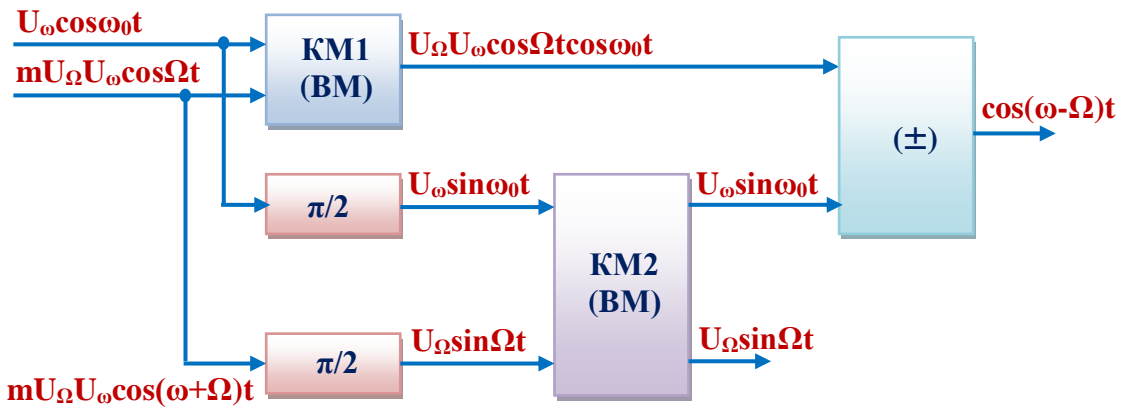 Uωcosω₀t
mUΩUωcosΩt
КМ1
(ВМ)
UΩUωcosΩtcosω₀t
(±)
cos(ω-Ω)t
π/2
Uωsinω₀t
КМ2
(ВМ)
Uωsinω₀t
π/2
UΩsinΩt
UΩsinΩt
mUΩUωcos(ω+Ω)t